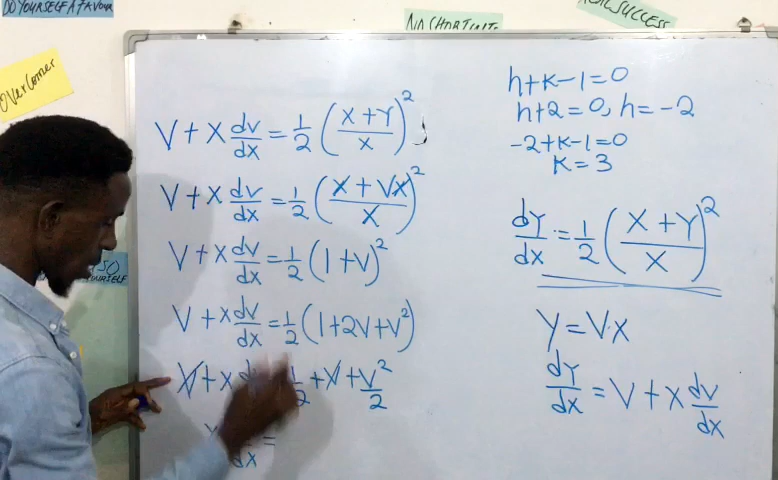 DO YOURSELF A FAVOUR
NO SHORTCUTS
SUCCESS
OverComer
YOURSELF
V + X dv/dx = 1/2 ((X+Y)/x)²
V + X dv/dx = 1/2 ((X+VX)/X)²
V + X dv/dx = 1/2 (1+V)²
V + X dv/dx = 1/2 (1+2V+V²)
V + X = 1/2 + V + V²/2
dx =
h+K-1=0
h+2=0, h=-2
-2+K-1=0
K=3
dY/dX = 1/2 ((X+Y)/X)²
Y=V·X
dY/dX = V + X dv/dX